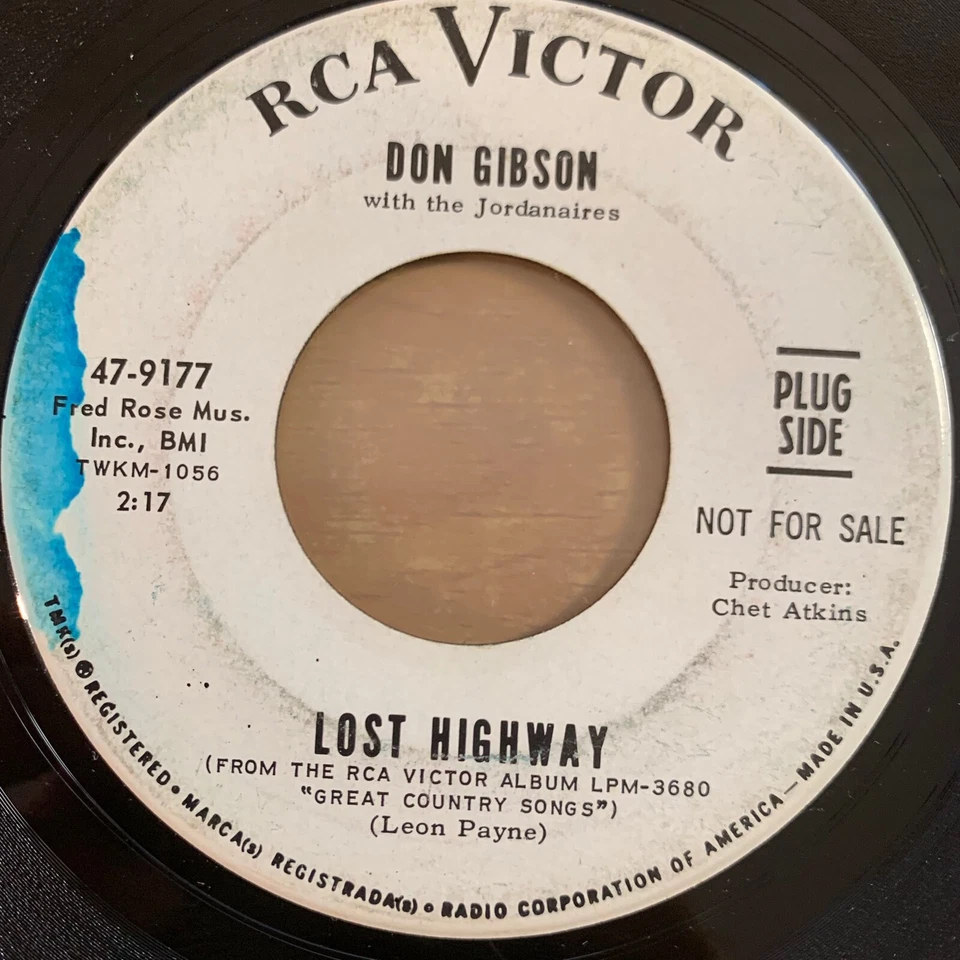 RCA VICTOR
DON GIBSON
with the Jordanaires
47-9177
Fred Rose Mus.
Inc., BMI
TWKM-1056
2:17
PLUG
SIDE
NOT FOR SALE
Producer:
Chet Atkins
LOST HIGHWAY
(FROM THE RCA VICTOR ALBUM LPM-3680
"GREAT COUNTRY SONGS")
(Leon Payne)
TMK(s) ® REGISTERED • MARCA(s) REGISTRADA(s) • RADIO CORPORATION OF AMERICA—MADE IN U.S.A.